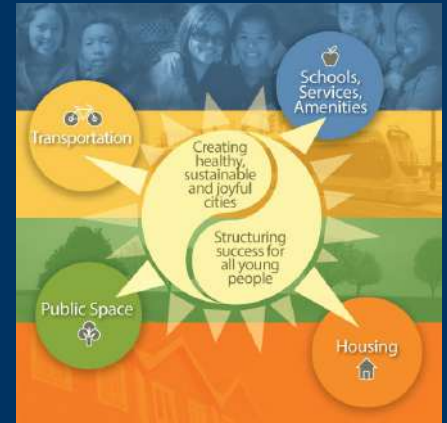 Schools,
Services,
Amenities
Transportation
Creating
healthy,
sustainable
and joyful
cities
Structuring
success for
all young
people
Public Space
Housing